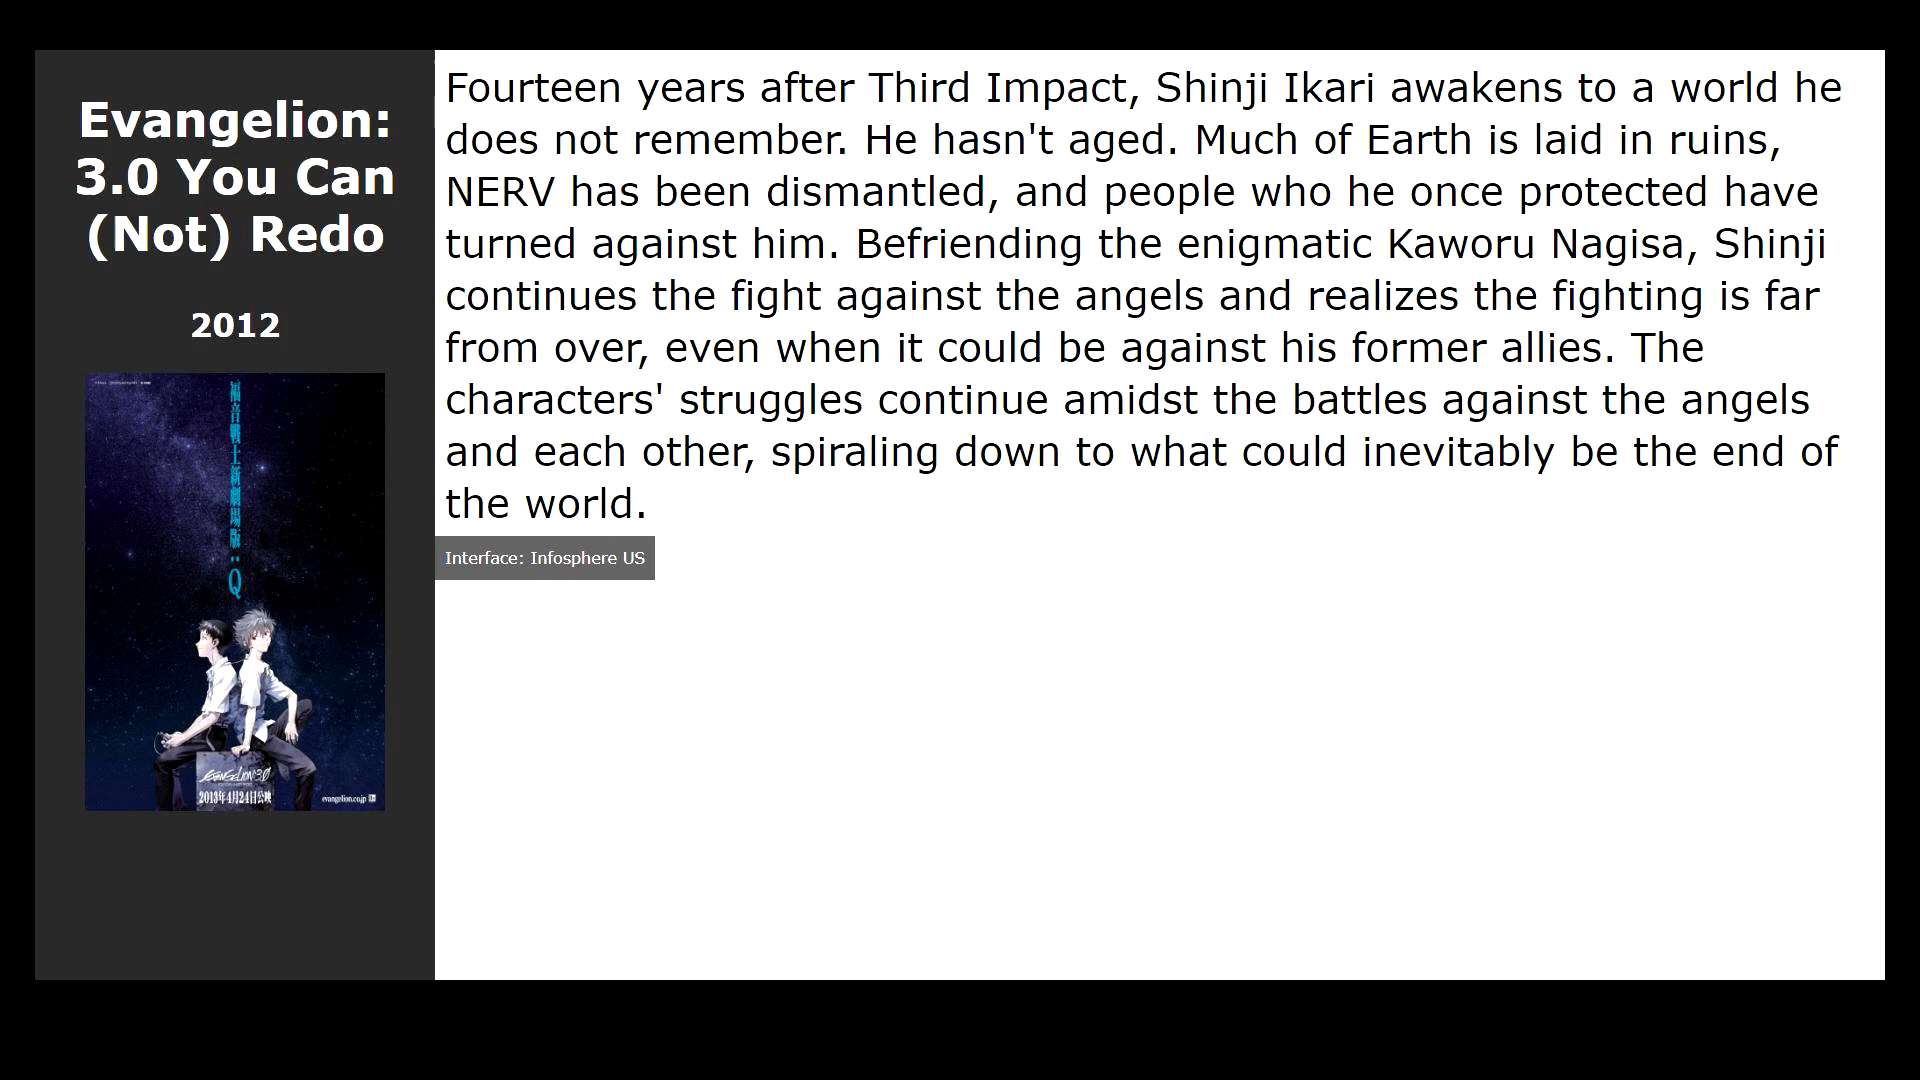 Evangelion:
3.0 You Can
(Not) Redo
2012
福音戦士新劇場版:Q
EVANGELION 3.0
2013年4月24日公映
evangelion.co.jp
Fourteen years after Third Impact, Shinji Ikari awakens to a world he
does not remember. He hasn't aged. Much of Earth is laid in ruins,
NERV has been dismantled, and people who he once protected have
turned against him. Befriending the enigmatic Kaworu Nagisa, Shinji
continues the fight against the angels and realizes the fighting is far
from over, even when it could be against his former allies. The
characters' struggles continue amidst the battles against the angels
and each other, spiraling down to what could inevitably be the end of
the world.
Interface: Infosphere US